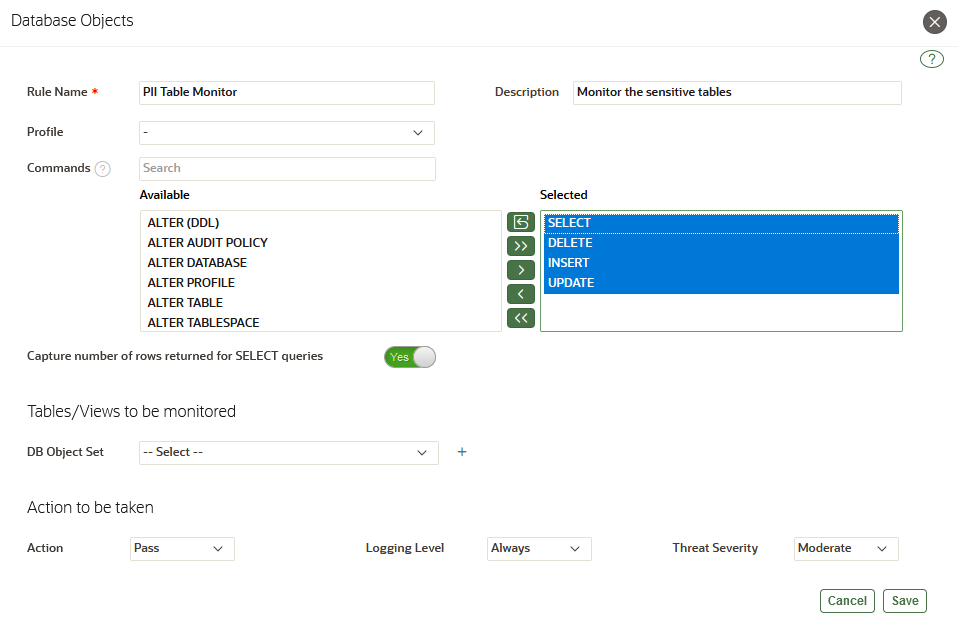 Database Objects
?
Rule Name * PII Table Monitor Description Monitor the sensitive tables
Profile -
Commands ? Search
Available Selected
ALTER (DDL) SELECT
ALTER AUDIT POLICY DELETE
ALTER DATABASE INSERT
ALTER PROFILE UPDATE
ALTER TABLE
ALTER TABLESPACE
Capture number of rows returned for SELECT queries Yes
Tables/Views to be monitored
DB Object Set -- Select -- +
Action to be taken
Action Pass Logging Level Always Threat Severity Moderate
Cancel Save